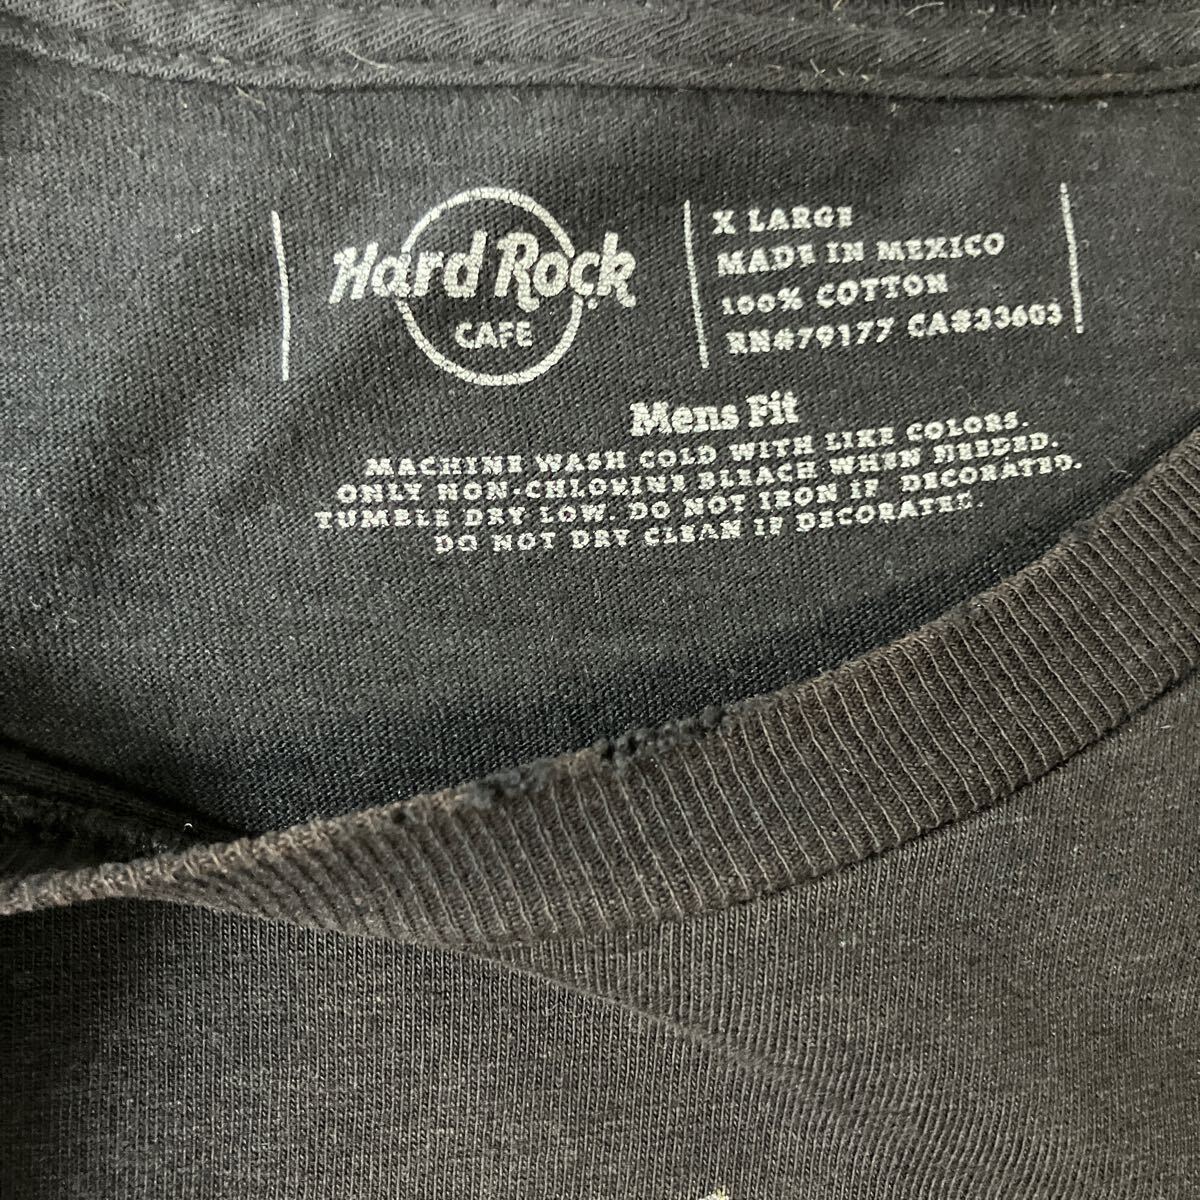 Hard Rock
CAFE
X LARGE
MADE IN MEXICO
100% COTTON
RN#79177 CA#33603
Mens Fit
MACHINE WASH COLD WITH LIKE COLORS.
ONLY NON-CHLORINE BLEACH WHEN NEEDED.
TUMBLE DRY LOW. DO NOT IRON IF DECORATED.
DO NOT DRY CLEAN IF DECORATED.